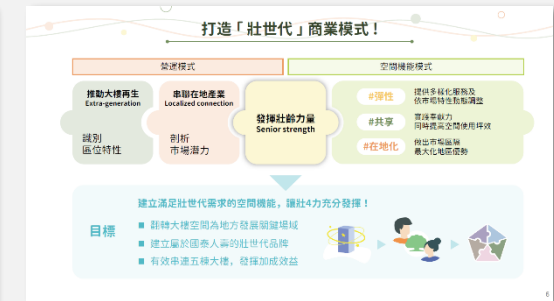 打造「壯世代」商業模式！
營運模式
空間機能模式
推動大樓再生
Extra-generation
識別
區位特性
串聯在地產業
Localized connection
剖析
市場潛力
發揮壯齡力量
Senior strength
#彈性
提供多樣化服務及
依市場特性動態調整
#共享
實踐奉獻力
同時提高空間使用坪效
#在地化
做出市場區隔
最大化地區優勢
建立滿足壯世代需求的空間機能，讓壯4力充分發揮！
目標
■ 翻轉大樓空間為地方發展關鍵場域
■ 建立屬於國泰人壽的壯世代品牌
■ 有效串連五棟大樓，發揮加成效益
6